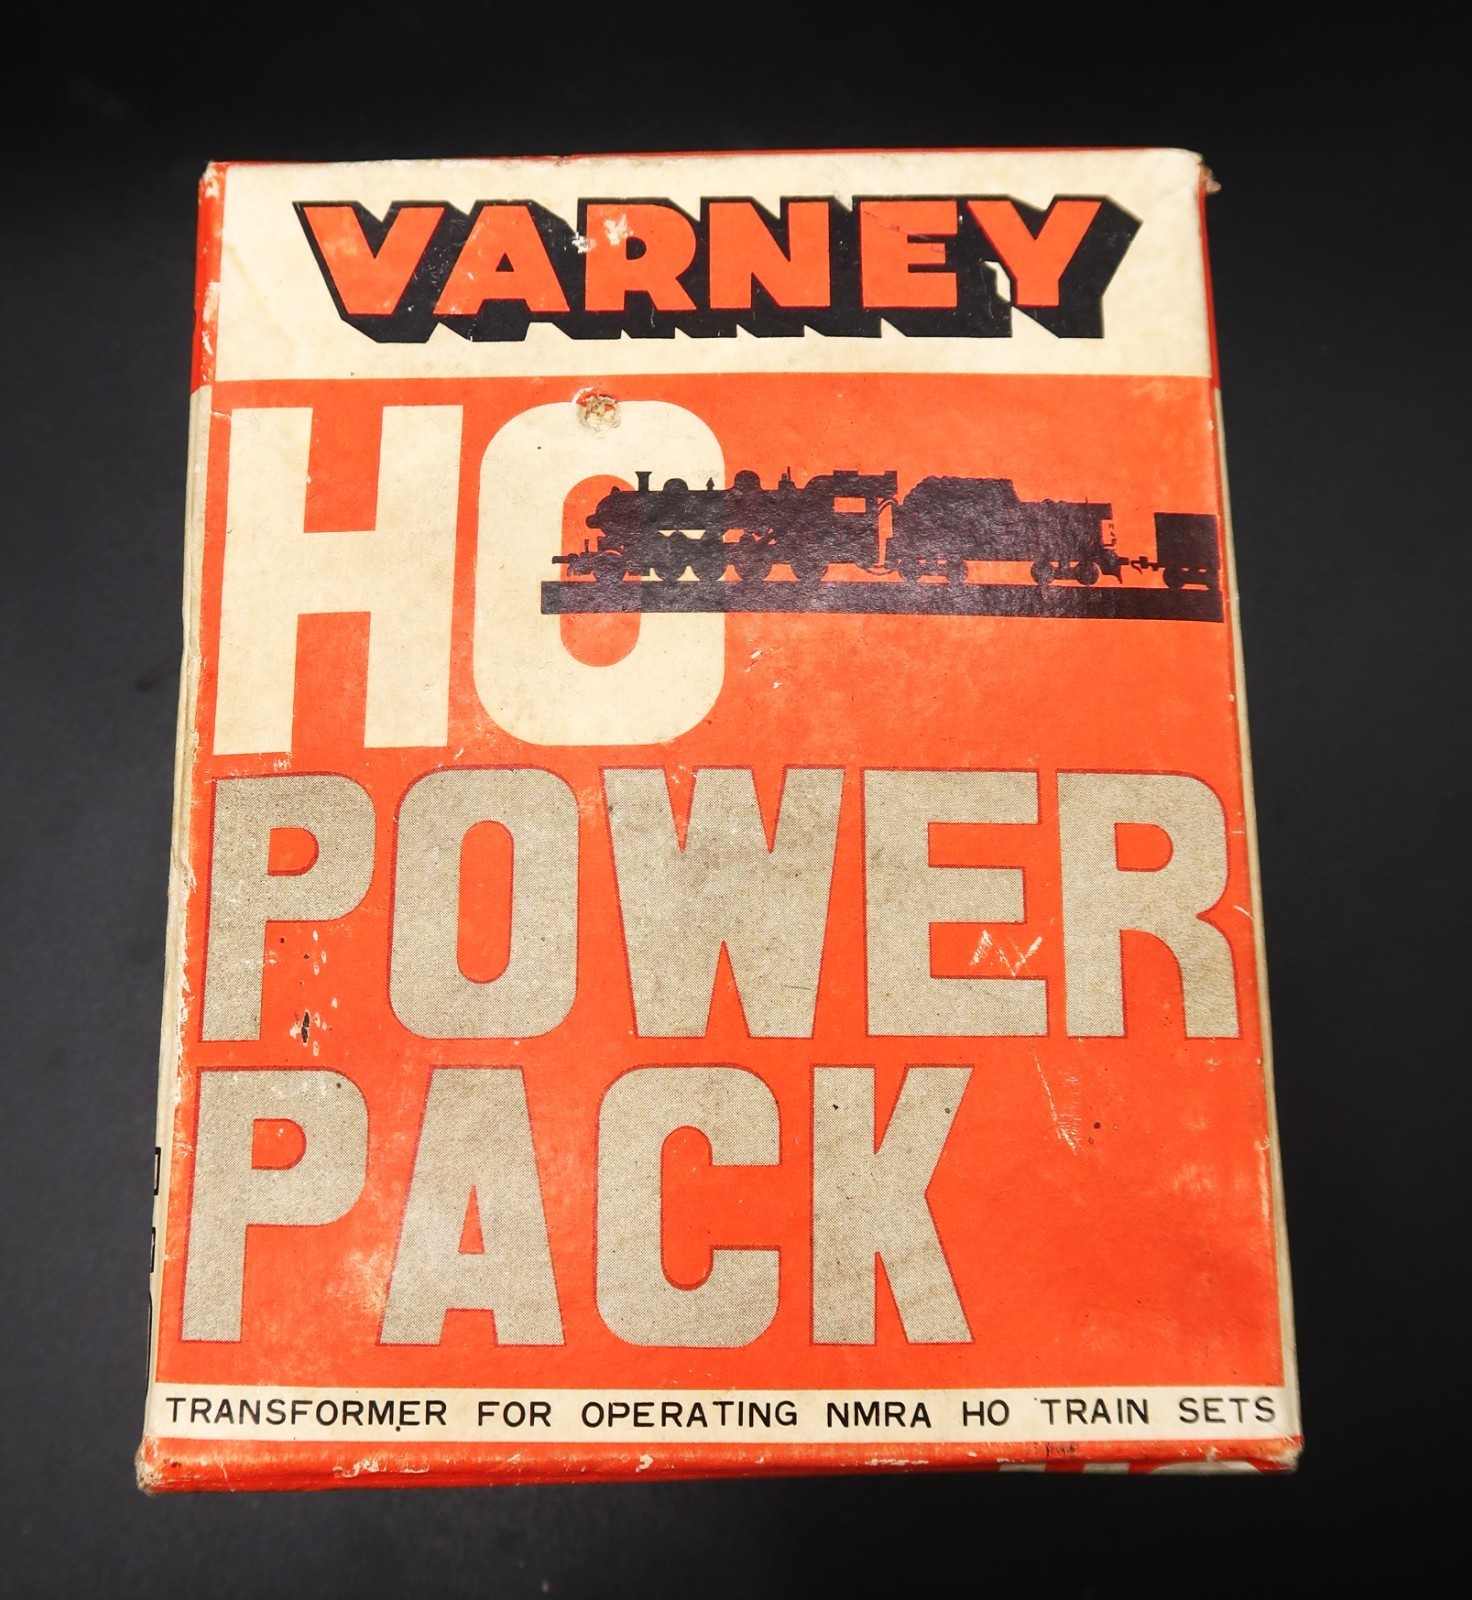 VARNEY
HO
POWER
PACK
TRANSFORMER FOR OPERATING NMRA HO TRAIN SETS